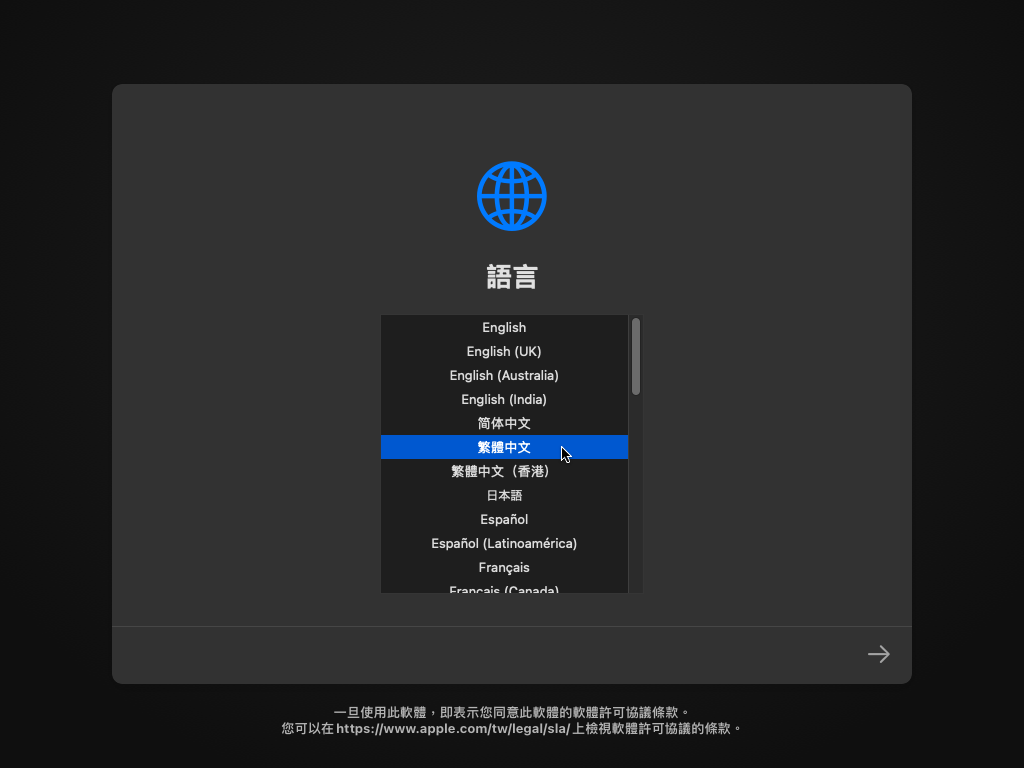 語言
English
English (UK)
English (Australia)
English (India)
简体中文
繁體中文
繁體中文（香港）
日本語
Español
Español (Latinoamérica)
Français
Français (Canada)
一旦使用此軟體，即表示您同意此軟體的軟體許可協議條款。
您可以在 https://www.apple.com/tw/legal/sla/ 上檢視軟體許可協議的條款。